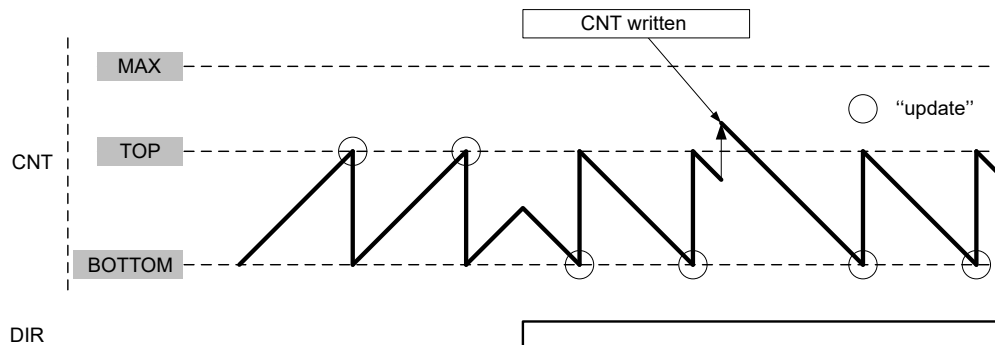 CNT written
MAX
“update”
TOP
CNT
BOTTOM
DIR